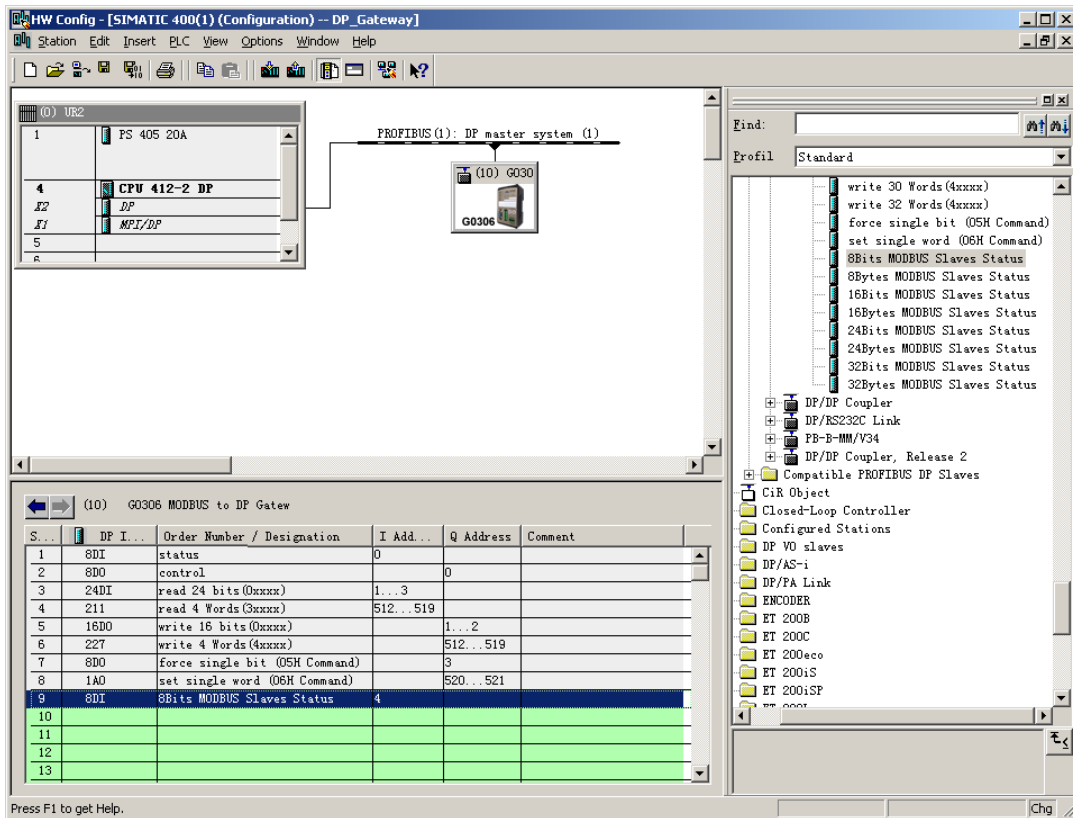 HW Config - [SIMATIC 400(1) (Configuration) -- DP_Gateway]
Station Edit Insert PLC View Options Window Help
(0) UR2
1 PS 405 20A
4 CPU 412-2 DP
X2 DP
X1 MPI/DP
5
6
PROFIBUS(1): DP master system (1)
(10) G030
G0306
Find:
Profil Standard
write 30 Words(4xxxx)
write 32 Words(4xxxx)
force single bit (05H Command)
set single word (06H Command)
8Bits MODBUS Slaves Status
8Bytes MODBUS Slaves Status
16Bits MODBUS Slaves Status
16Bytes MODBUS Slaves Status
24Bits MODBUS Slaves Status
24Bytes MODBUS Slaves Status
32Bits MODBUS Slaves Status
32Bytes MODBUS Slaves Status
DP/DP Coupler
DP/RS232C Link
PB-B-MM/V34
DP/DP Coupler, Release 2
Compatible PROFIBUS DP Slaves
CiR Object
Closed-Loop Controller
Configured Stations
DP V0 slaves
DP/AS-i
DP/PA Link
ENCODER
ET 200B
ET 200C
ET 200eco
ET 200iS
ET 200iSP
(10) G0306 MODBUS to DP Gatew
S... DP I... Order Number / Designation I Add... Q Address Comment
1 8DI status 0
2 8DO control 0
3 24DI read 24 bits(0xxxx) 1...3
4 211 read 4 Words(3xxxx) 512...519
5 16DO write 16 bits(0xxxx) 1...2
6 227 write 4 Words(4xxxx) 512...519
7 8DO force single bit (05H Command) 3
8 1AO set single word (06H Command) 520...521
9 8DI 8Bits MODBUS Slaves Status 4
10
11
12
13
Press F1 to get Help.
Chg